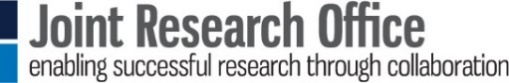 Joint Research Office
enabling successful research through collaboration